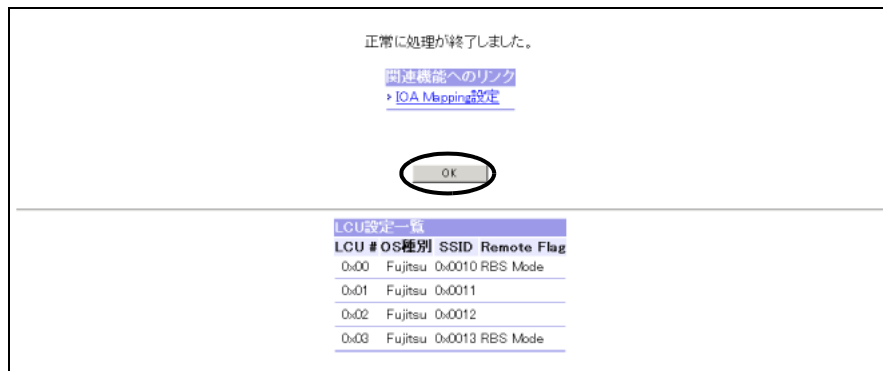 正常に処理が終了しました。
関連機能へのリンク
> IOA Mapping設定
OK
LCU設定一覧
LCU # OS種別 SSID Remote Flag
0x00 Fujitsu 0x0010 RBS Mode
0x01 Fujitsu 0x0011
0x02 Fujitsu 0x0012
0x03 Fujitsu 0x0013 RBS Mode